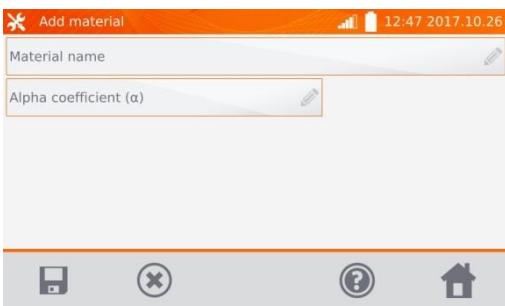 Add material
12:47 2017.10.26
Material name
Alpha coefficient (α)